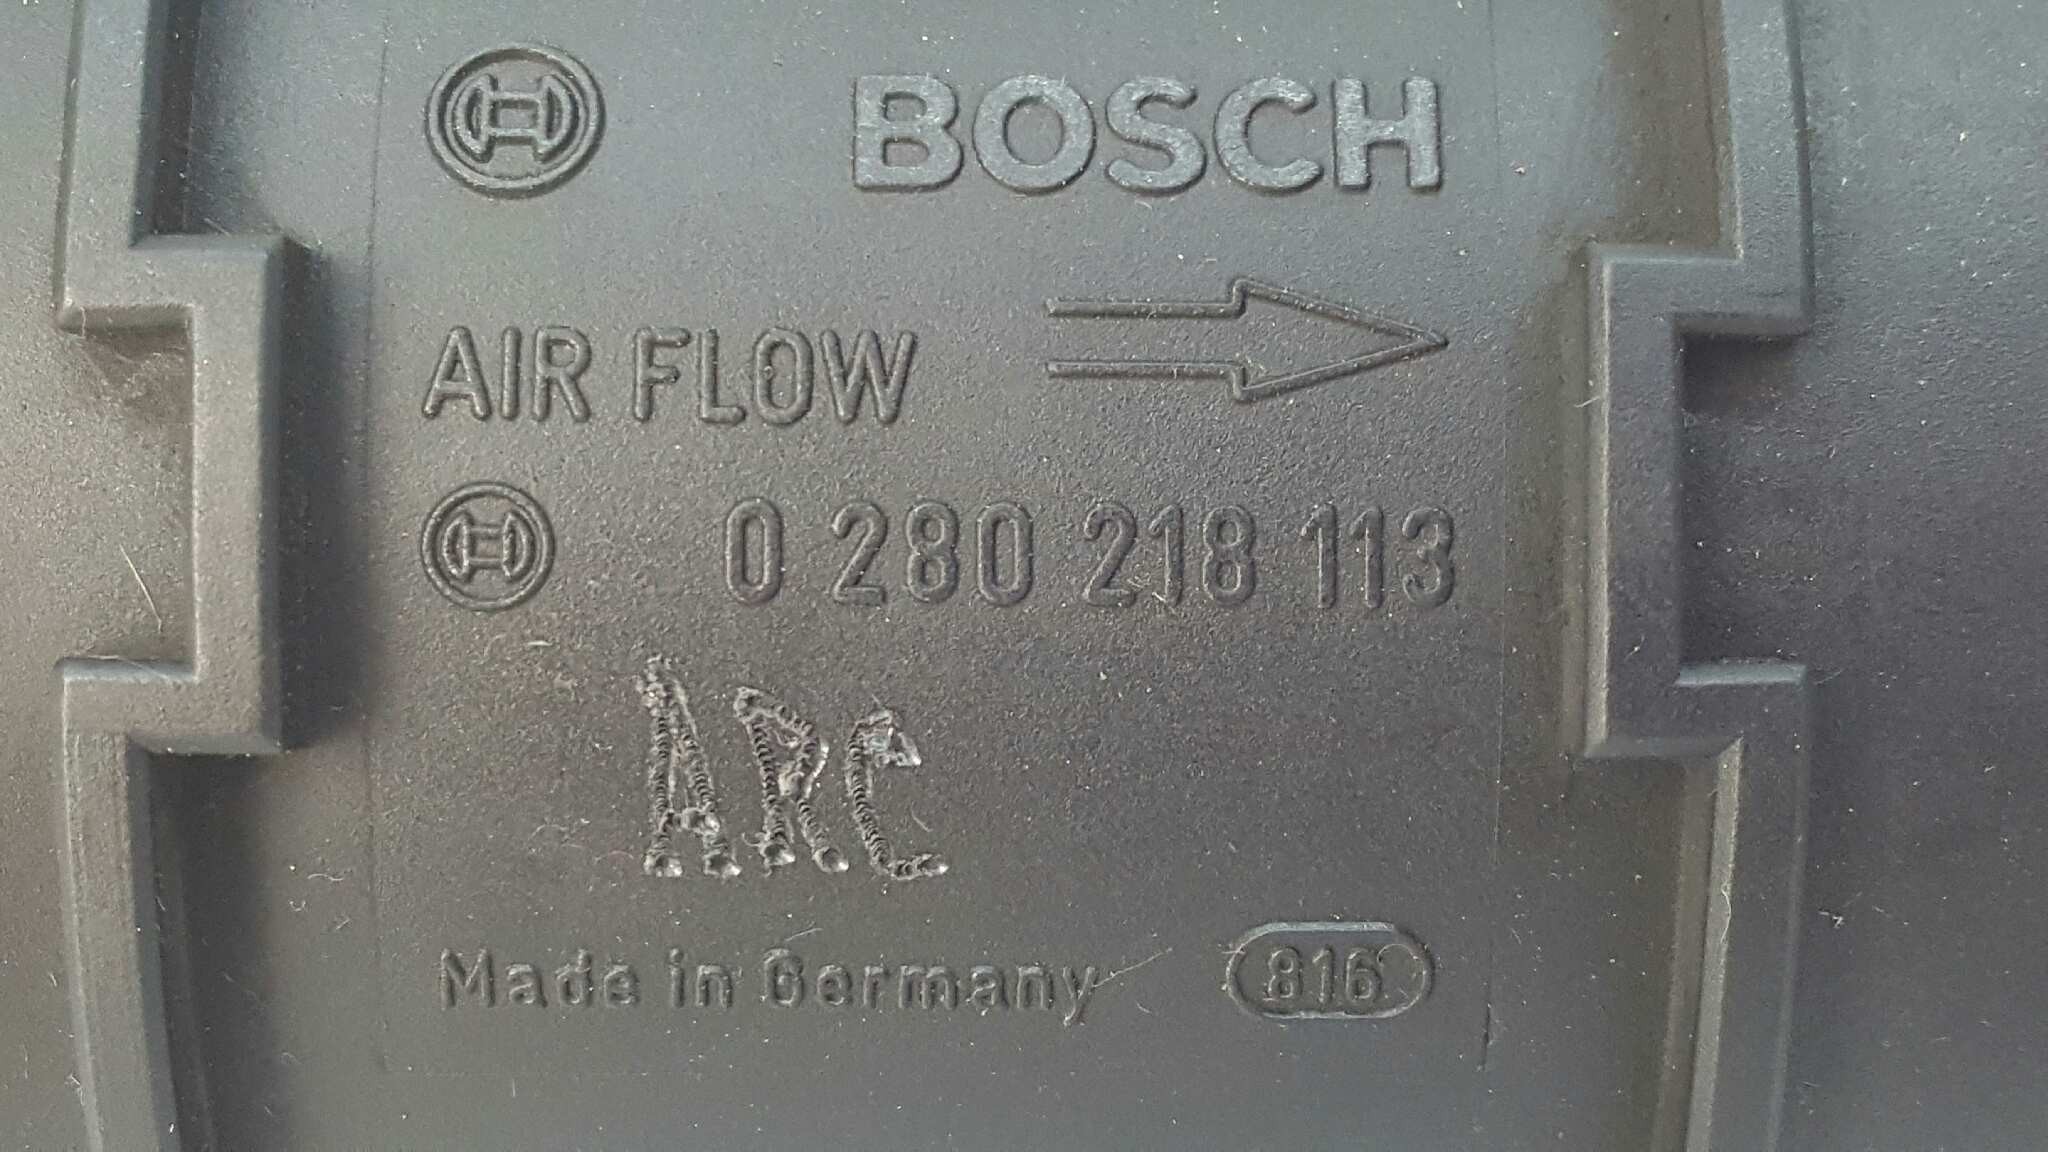 BOSCH
AIR FLOW
0 280 218 113
ARC
Made in Germany 816